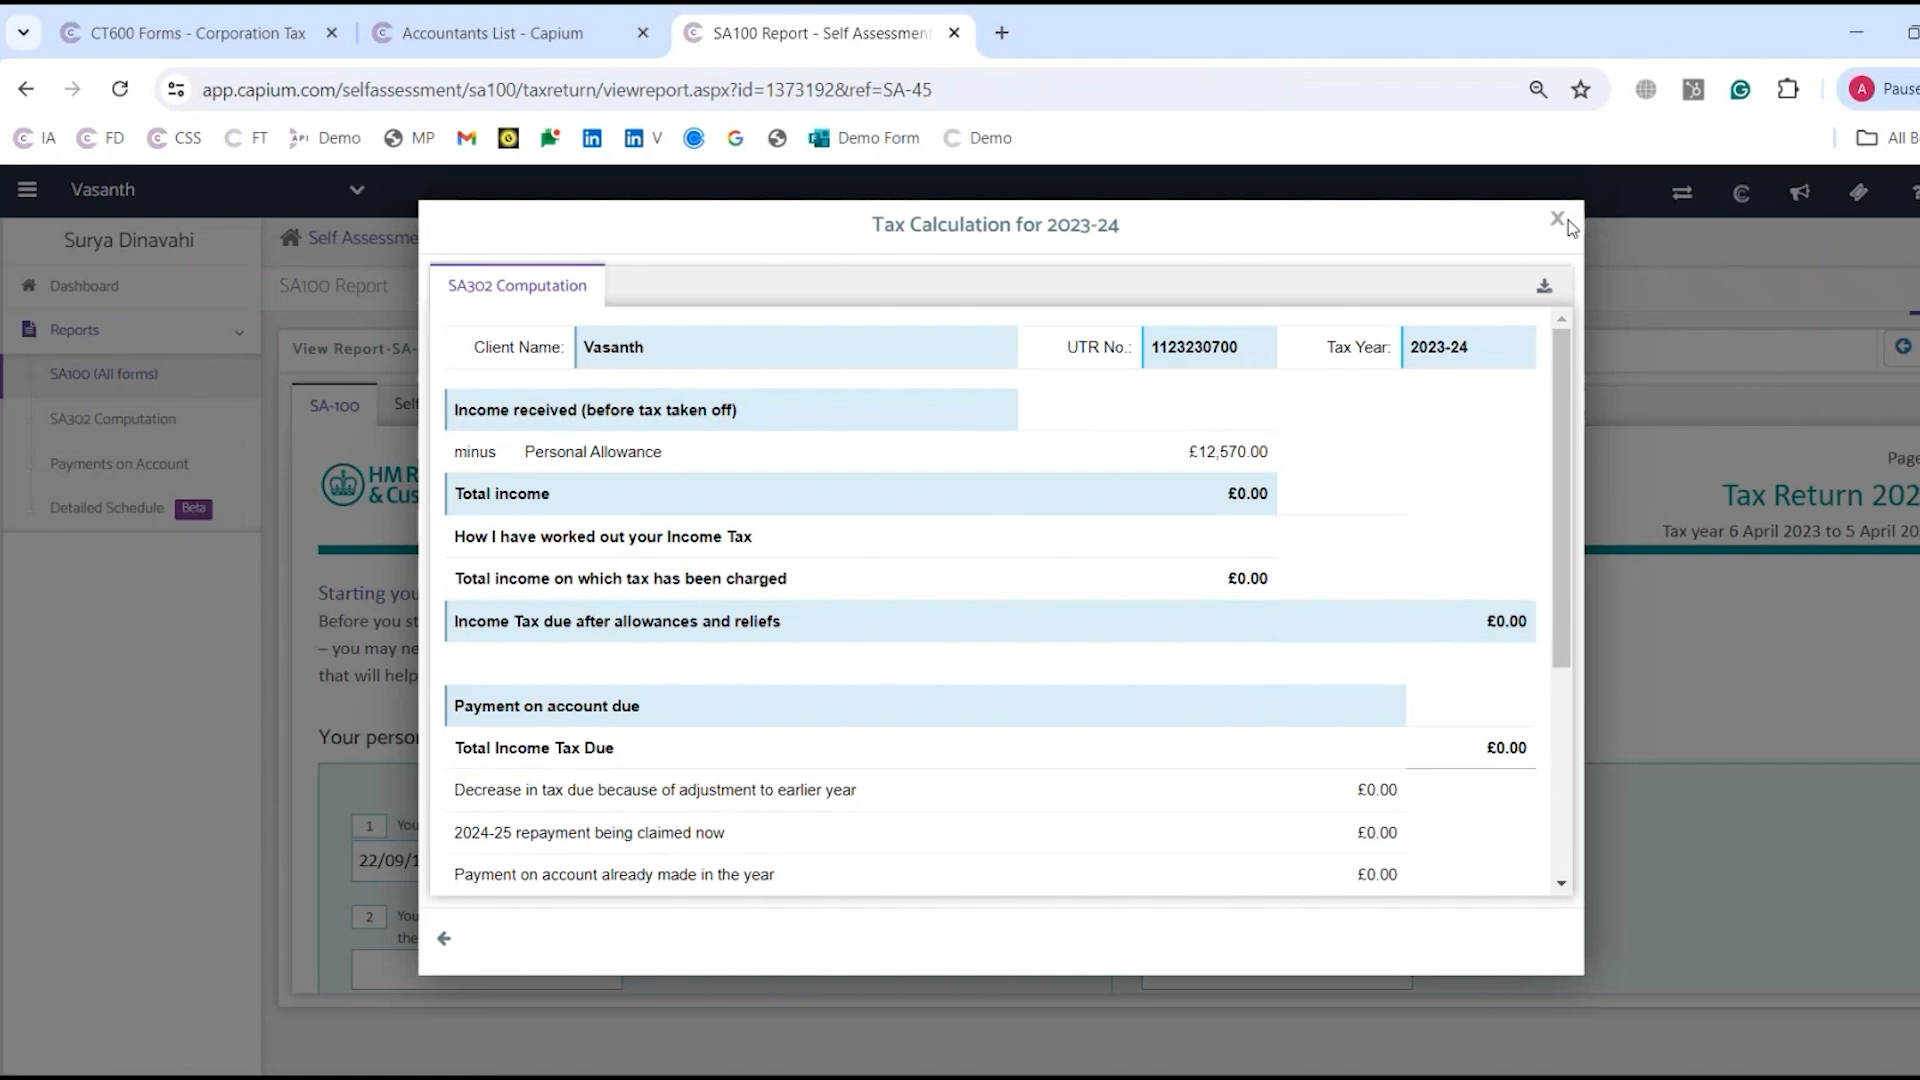 CT600 Forms - Corporation Tax
Accountants List - Capium
SA100 Report - Self Assessment
app.capium.com/selfassessment/sa100/taxreturn/viewreport.aspx?id=1373192&ref=SA-45
A Pause
IA FD CSS FT API Demo MP V Demo Form Demo All B
Vasanth
Surya Dinavahi
Dashboard
Reports
SA100 (All forms)
SA302 Computation
Payments on Account
Detailed Schedule Beta
Self Assessme
SA100 Report
View Report-SA-
SA-100 Self
HM R
& Cus
Starting you
Before you st
– you may ne
that will help
Your person
1 You
22/09/1
2 You
the
Page
Tax Return 202
Tax year 6 April 2023 to 5 April 20
Tax Calculation for 2023-24
X
SA302 Computation
Client Name: Vasanth UTR No.: 1123230700 Tax Year: 2023-24
Income received (before tax taken off)
minus Personal Allowance £12,570.00
Total income £0.00
How I have worked out your Income Tax
Total income on which tax has been charged £0.00
Income Tax due after allowances and reliefs £0.00
Payment on account due
Total Income Tax Due £0.00
Decrease in tax due because of adjustment to earlier year £0.00
2024-25 repayment being claimed now £0.00
Payment on account already made in the year £0.00